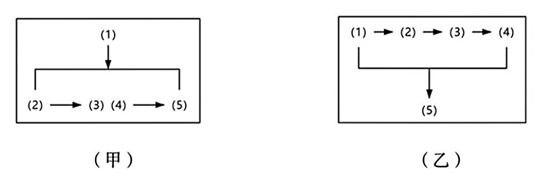 (1)
(2) → (3) (4) → (5)
(甲)
(1) → (2) → (3) → (4)
(5)
(乙)